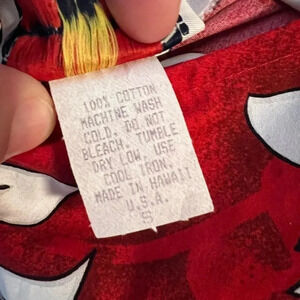 100% COTTON
MACHINE WASH
COLD. DO NOT
BLEACH. TUMBLE
DRY LOW. USE
COOL IRON.
MADE IN HAWAII
U.S.A.
S